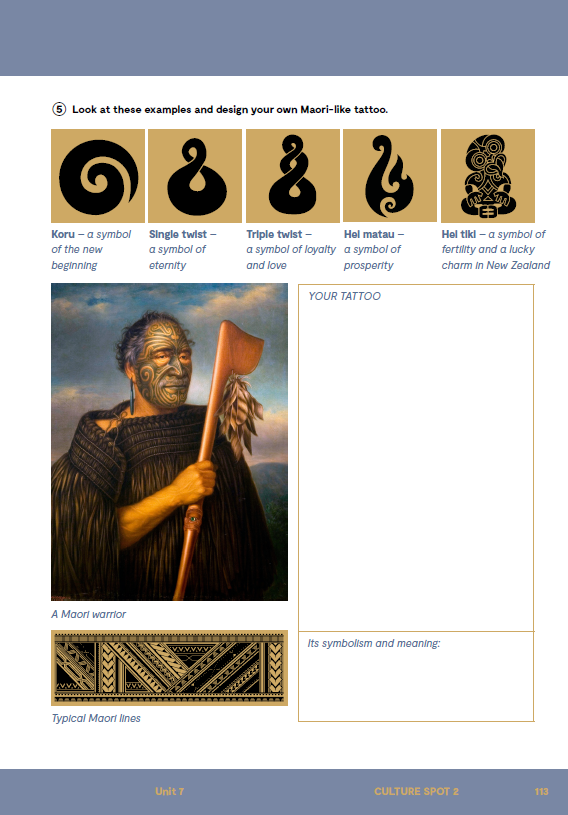 5 Look at these examples and design your own Maori-like tattoo.
Koru – a symbol
of the new
beginning
Single twist –
a symbol of
eternity
Triple twist –
a symbol of loyalty
and love
Hei matau –
a symbol of
prosperity
Hei tiki – a symbol of
fertility and a lucky
charm in New Zealand
YOUR TATTOO
A Maori warrior
Its symbolism and meaning:
Typical Maori lines
Unit 7 CULTURE SPOT 2 113